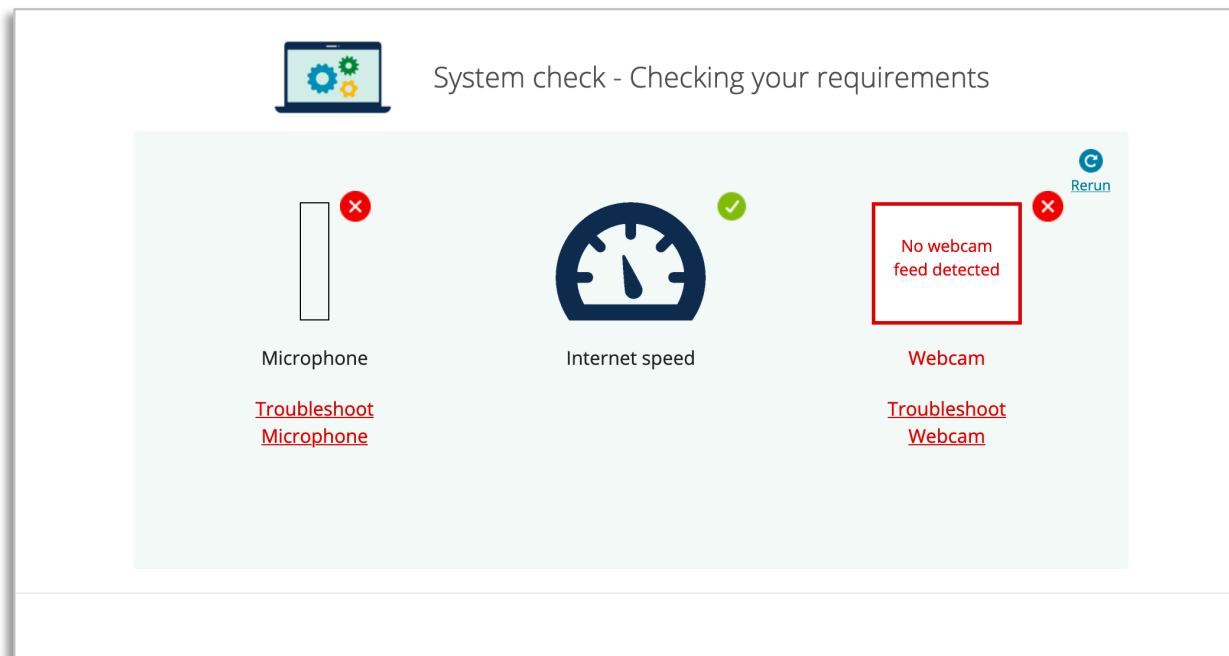 System check - Checking your requirements
Rerun
No webcam
feed detected
Microphone
Internet speed
Webcam
Troubleshoot
Microphone
Troubleshoot
Webcam